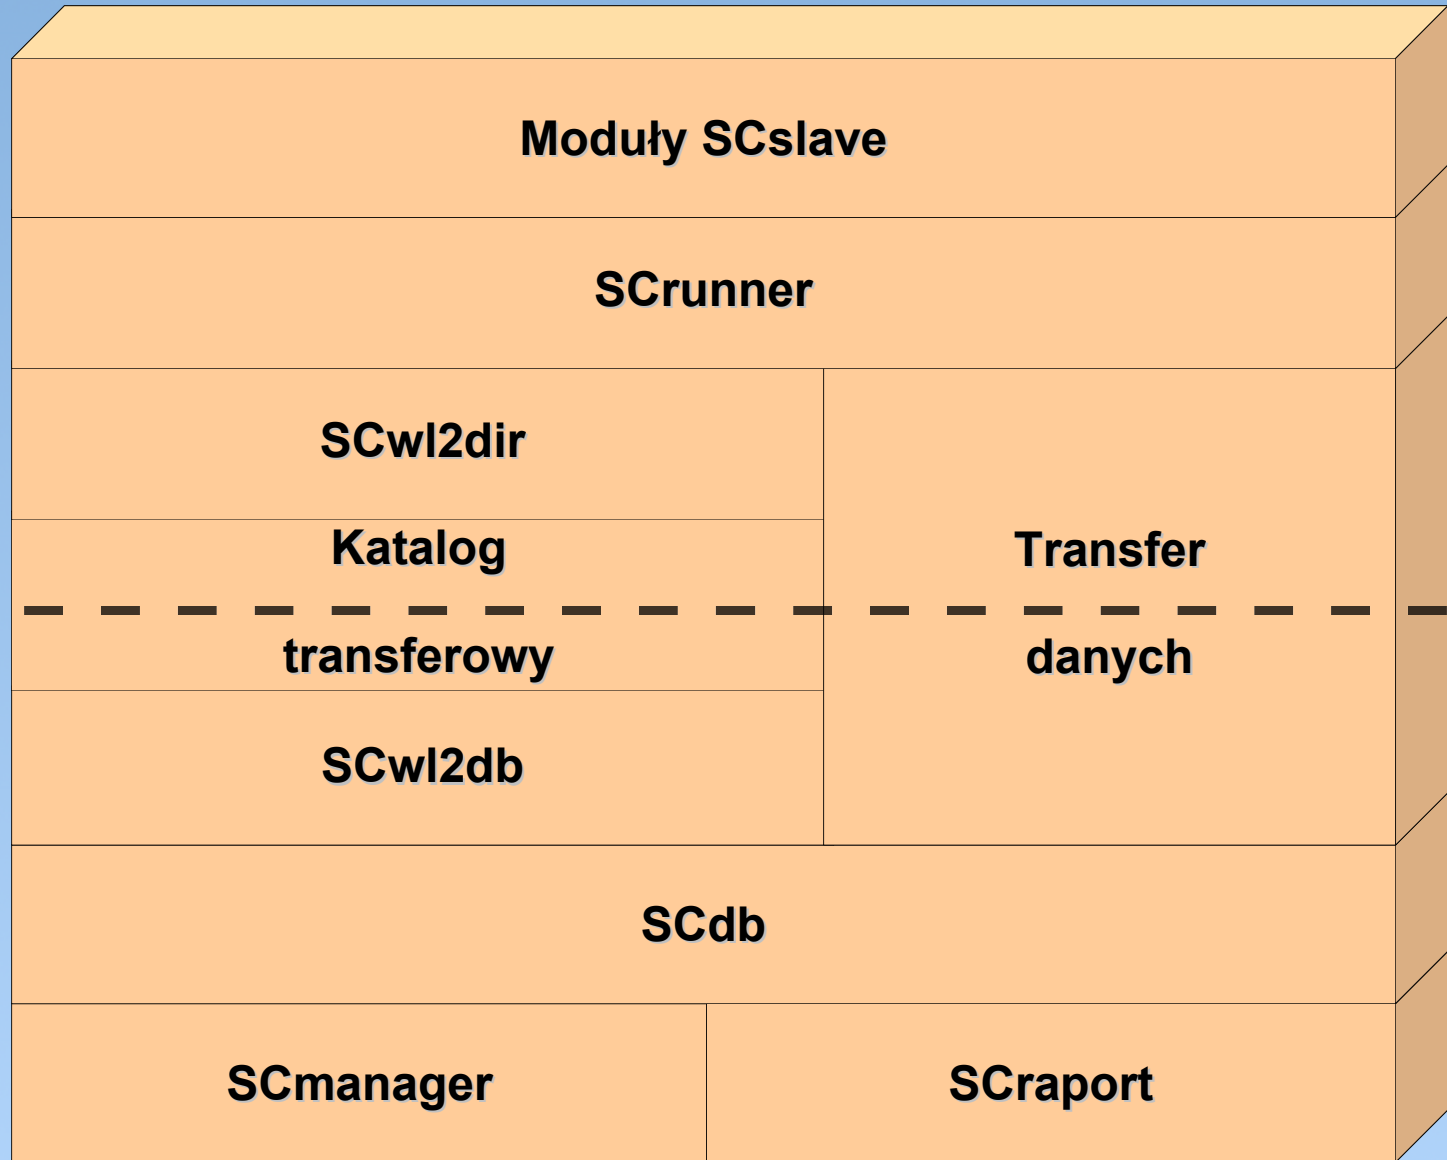 Moduły SCslave
SCrunner
SCwl2dir
Katalog
transferowy
Transfer
danych
SCwl2db
SCdb
SCmanager
SCraport